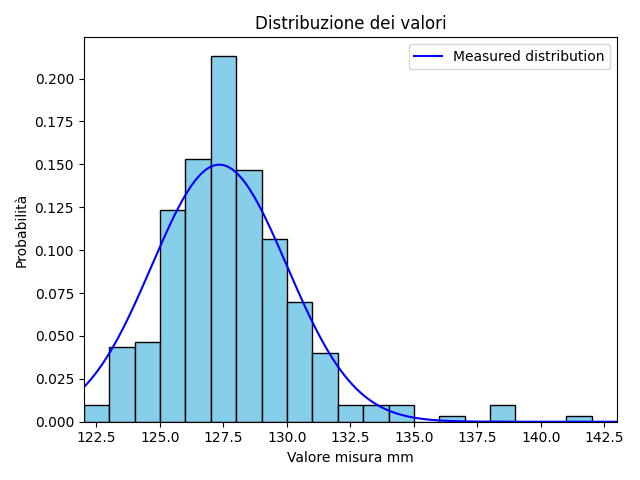 Distribuzione dei valori
Measured distribution
Probabilità
0.200
0.175
0.150
0.125
0.100
0.075
0.050
0.025
0.000
122.5 125.0 127.5 130.0 132.5 135.0 137.5 140.0 142.5
Valore misura mm